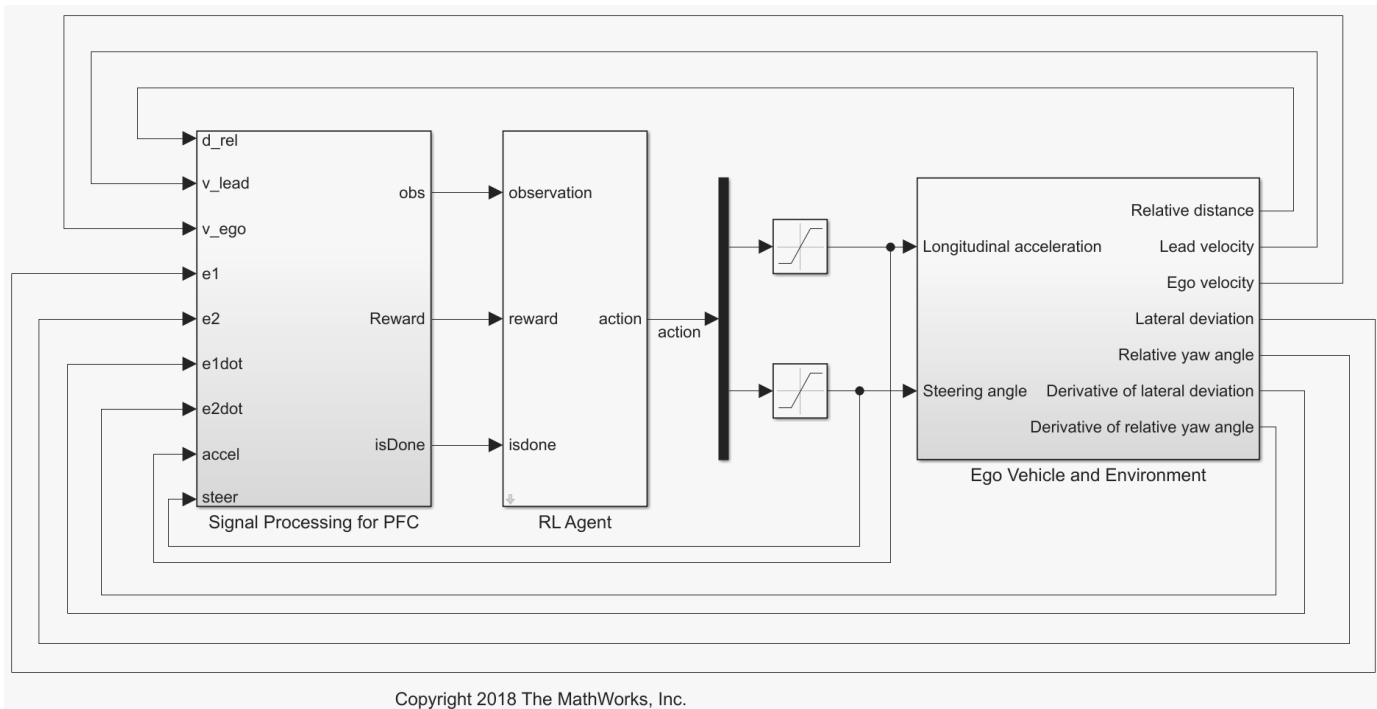 d_rel
v_lead
v_ego
e1
e2
e1dot
e2dot
accel
steer
obs
Reward
isDone
Signal Processing for PFC
observation
reward
isdone
action
RL Agent
action
Longitudinal acceleration
Steering angle
Relative distance
Lead velocity
Ego velocity
Lateral deviation
Relative yaw angle
Derivative of lateral deviation
Derivative of relative yaw angle
Ego Vehicle and Environment
Copyright 2018 The MathWorks, Inc.